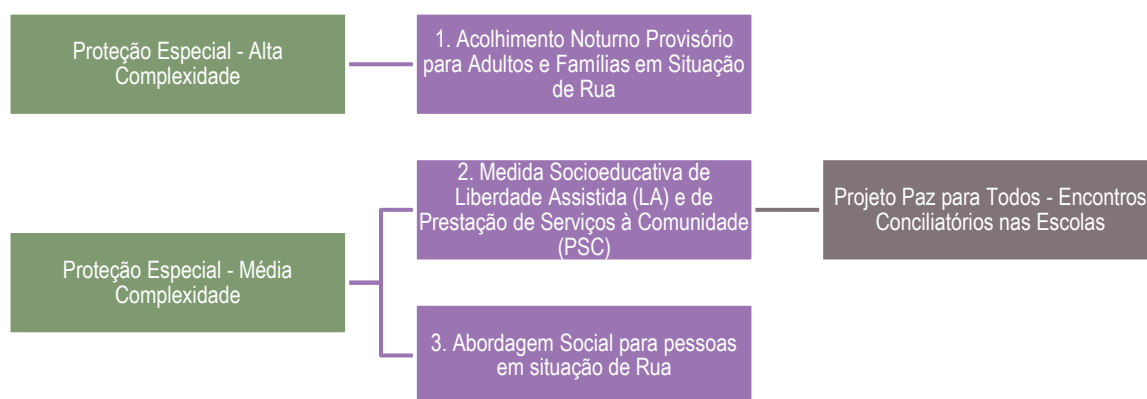 Proteção Especial - Alta
Complexidade
1. Acolhimento Noturno Provisório
para Adultos e Famílias em Situação
de Rua
Proteção Especial - Média
Complexidade
2. Medida Socioeducativa de
Liberdade Assistida (LA) e de
Prestação de Serviços à Comunidade
(PSC)
Projeto Paz para Todos - Encontros
Conciliatórios nas Escolas
3. Abordagem Social para pessoas
em situação de Rua